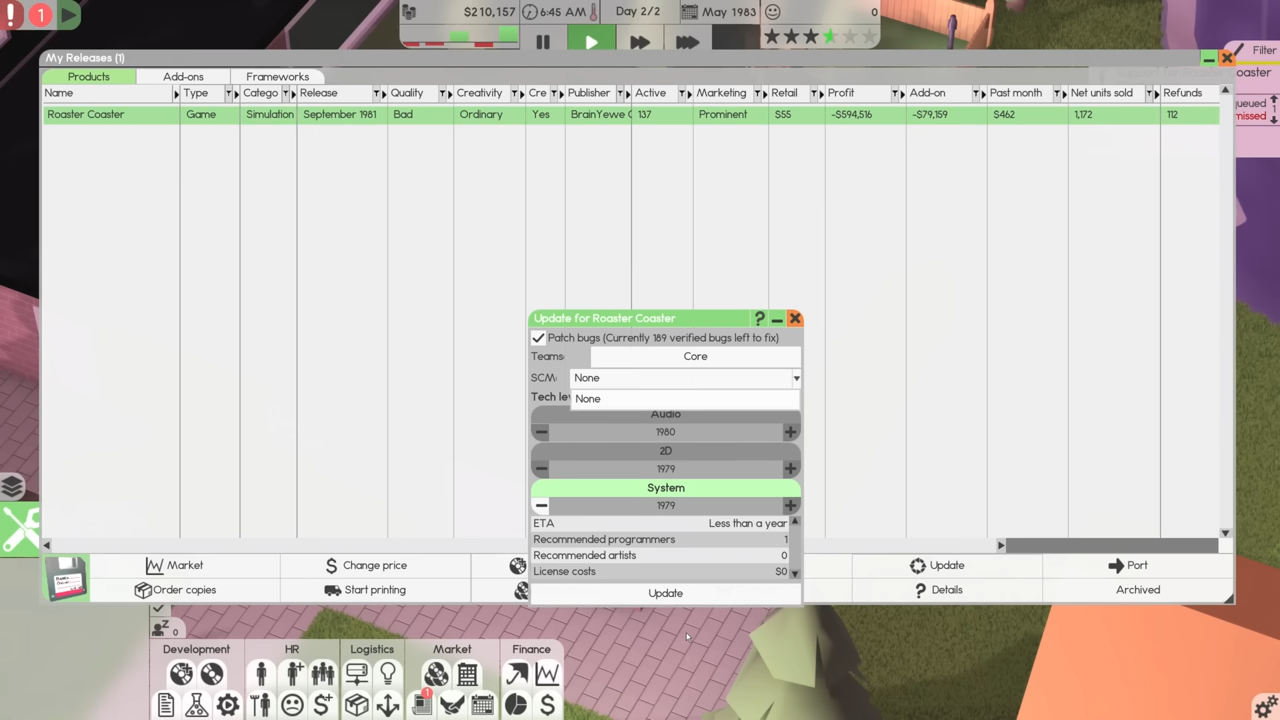 ! 1
$210,157 6:45 AM Day 2/2 May 1983 0
Filter
My Releases (1)
Products Add-ons Frameworks
Name Type Catego Release Quality Creativity Cre Publisher Active Marketing Retail Profit Add-on Past month Net units sold Refunds
Roaster Coaster Game Simulation September 1981 Bad Ordinary Yes BrainYewe 137 Prominent $55 -$594,516 -$79,159 $462 1,172 112
oaster
queued
missed
Update for Roaster Coaster ?
Patch bugs (Currently 189 verified bugs left to fix)
Teams Core
SCM None
None
Tech le
Audio
1980
2D
1979
System
1979
ETA Less than a year
Recommended programmers 1
Recommended artists 0
License costs $0
Update
Market Change price Update Port
Order copies Start printing ? Details Archived
Z 0
Development HR Logistics Market Finance
1